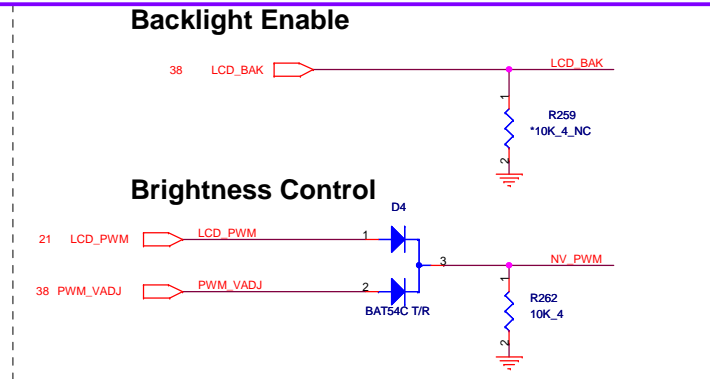 Backlight Enable
38 LCD_BAK LCD_BAK
1
R259
*10K_4_NC
2
Brightness Control
D4
21 LCD_PWM LCD_PWM 1
3 NV_PWM
38 PWM_VADJ PWM_VADJ 2
1
BAT54C T/R
R262
10K_4
2